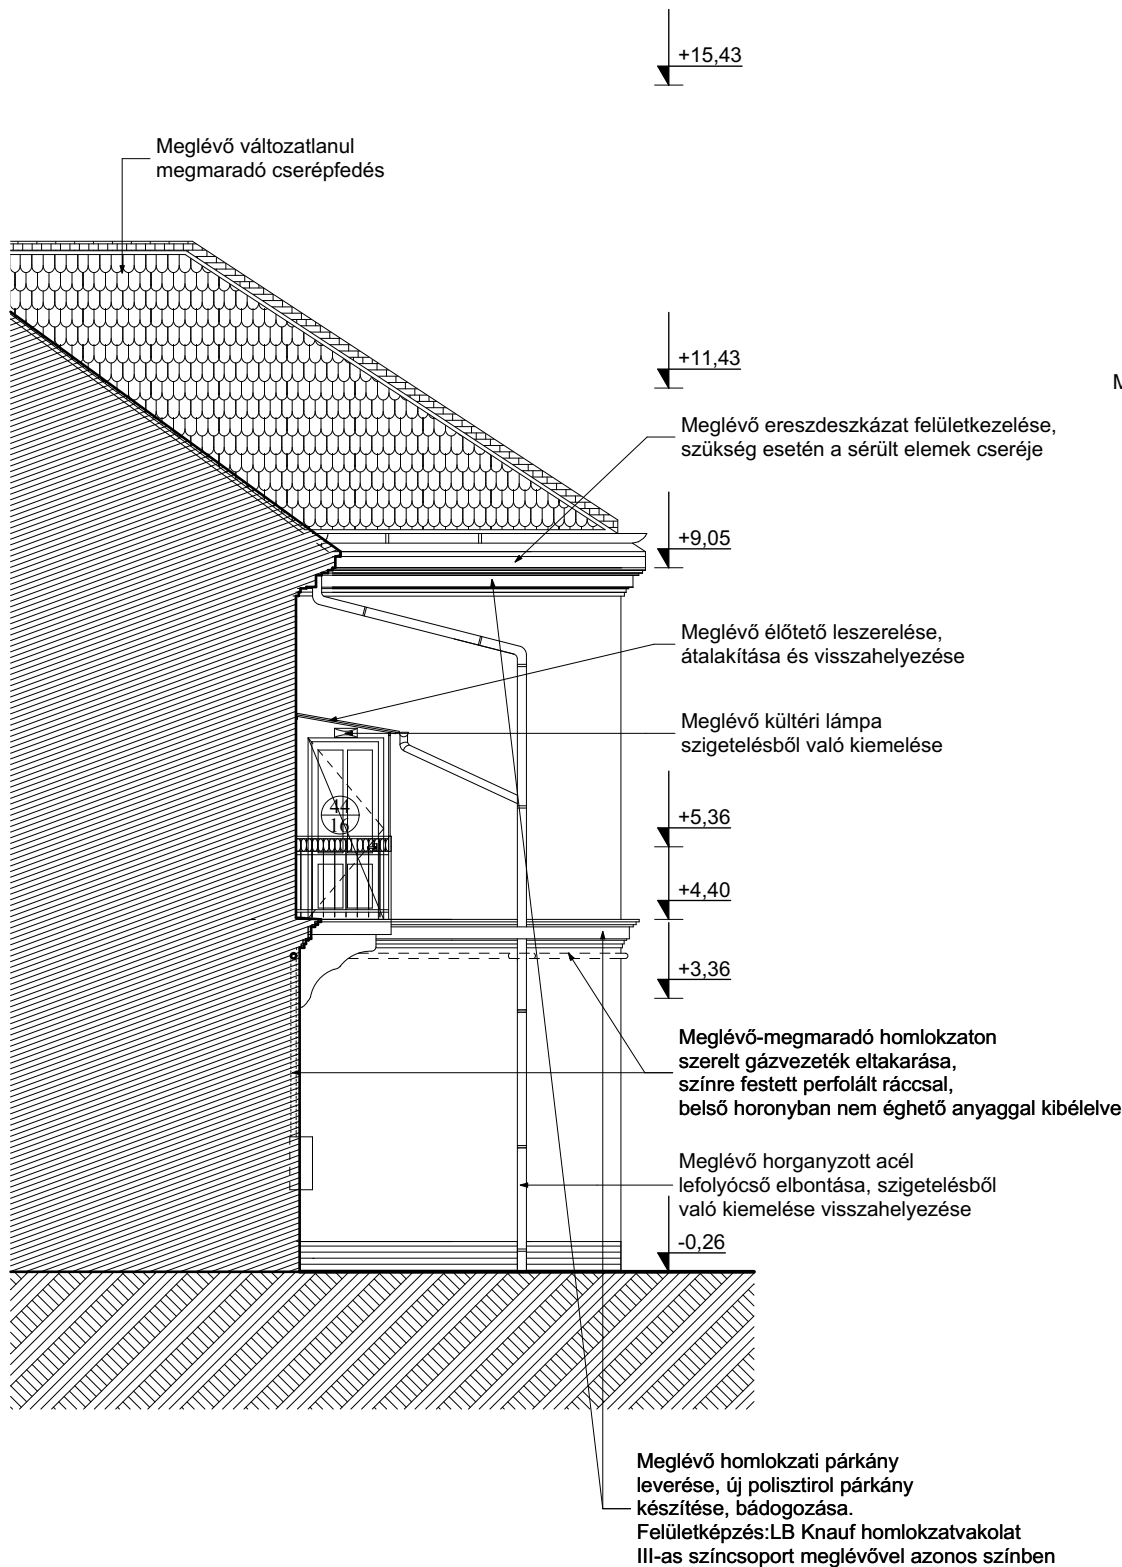 +15,43
Meglévő változatlanul
megmaradó cserépfedés
+11,43
M
Meglévő ereszdeszkázat felületkezelése,
szükség esetén a sérült elemek cseréje
+9,05
Meglévő élőtető leszerelése,
átalakítása és visszahelyezése
Meglévő kültéri lámpa
szigetelésből való kiemelése
44
16
+5,36
+4,40
+3,36
Meglévő-megmaradó homlokzaton
szerelt gázvezeték eltakarása,
színre festett perfolált ráccsal,
belső horonyban nem éghető anyaggal kibélelve
Meglévő horganyzott acél
lefolyócső elbontása, szigetelésből
való kiemelése visszahelyezése
-0,26
Meglévő homlokzati párkány
leverése, új polisztirol párkány
készítése, bádogozása.
Felületképzés:LB Knauf homlokzatvakolat
III-as színcsoport meglévővel azonos színben